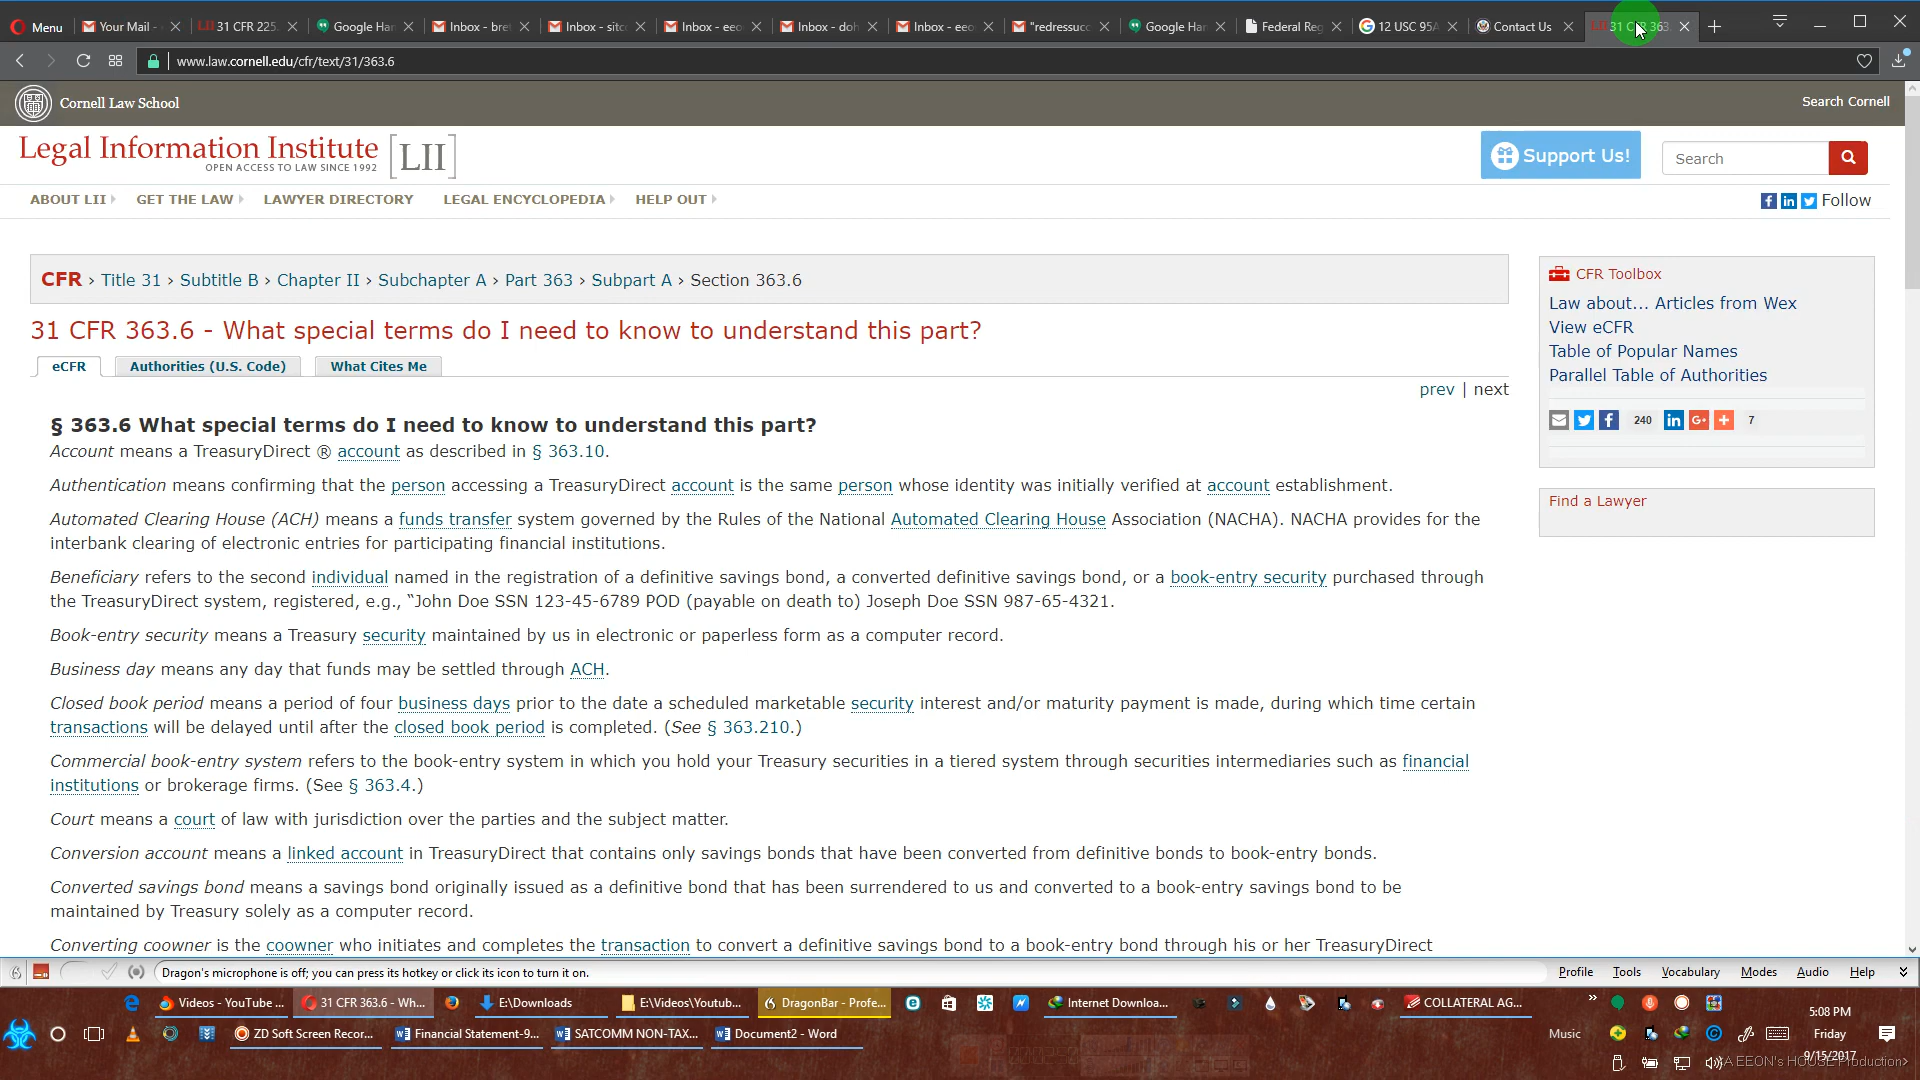 Menu
Your Mail -
31 CFR 225.
Google Han
Inbox - bre
Inbox - sitc
Inbox - eeo
Inbox - doh
Inbox - eeo
"redressucc
Google Han
Federal Reg
12 USC 95A
Contact Us
31 CFR 363.
www.law.cornell.edu/cfr/text/31/363.6
Cornell Law School
Search Cornell
Legal Information Institute [LII]
OPEN ACCESS TO LAW SINCE 1992
Support Us!
Search
ABOUT LII
GET THE LAW
LAWYER DIRECTORY
LEGAL ENCYCLOPEDIA
HELP OUT
Follow
CFR › Title 31 › Subtitle B › Chapter II › Subchapter A › Part 363 › Subpart A › Section 363.6
31 CFR 363.6 - What special terms do I need to know to understand this part?
eCFR
Authorities (U.S. Code)
What Cites Me
prev | next
§ 363.6 What special terms do I need to know to understand this part?
Account means a TreasuryDirect ® account as described in § 363.10.
Authentication means confirming that the person accessing a TreasuryDirect account is the same person whose identity was initially verified at account establishment.
Automated Clearing House (ACH) means a funds transfer system governed by the Rules of the National Automated Clearing House Association (NACHA). NACHA provides for the
interbank clearing of electronic entries for participating financial institutions.
Beneficiary refers to the second individual named in the registration of a definitive savings bond, a converted definitive savings bond, or a book-entry security purchased through
the TreasuryDirect system, registered, e.g., “John Doe SSN 123-45-6789 POD (payable on death to) Joseph Doe SSN 987-65-4321.
Book-entry security means a Treasury security maintained by us in electronic or paperless form as a computer record.
Business day means any day that funds may be settled through ACH.
Closed book period means a period of four business days prior to the date a scheduled marketable security interest and/or maturity payment is made, during which time certain
transactions will be delayed until after the closed book period is completed. (See § 363.210.)
Commercial book-entry system refers to the book-entry system in which you hold your Treasury securities in a tiered system through securities intermediaries such as financial
institutions or brokerage firms. (See § 363.4.)
Court means a court of law with jurisdiction over the parties and the subject matter.
Conversion account means a linked account in TreasuryDirect that contains only savings bonds that have been converted from definitive bonds to book-entry bonds.
Converted savings bond means a savings bond originally issued as a definitive bond that has been surrendered to us and converted to a book-entry savings bond to be
maintained by Treasury solely as a computer record.
Converting coowner is the coowner who initiates and completes the transaction to convert a definitive savings bond to a book-entry bond through his or her TreasuryDirect
CFR Toolbox
Law about... Articles from Wex
View eCFR
Table of Popular Names
Parallel Table of Authorities
240
7
Find a Lawyer
Dragon's microphone is off; you can press its hotkey or click its icon to turn it on.
Profile
Tools
Vocabulary
Modes
Audio
Help
Videos - YouTube ...
31 CFR 363.6 - Wh...
E:\Downloads
E:\Videos\Youtub...
DragonBar - Profe...
Internet Downloa...
COLLATERAL AG...
ZD Soft Screen Recor...
Financial Statement-9...
SATCOMM NON-TAX...
Document2 - Word
Music
5:08 PM
Friday
9/15/2017
A EEON's HOUSE Production>